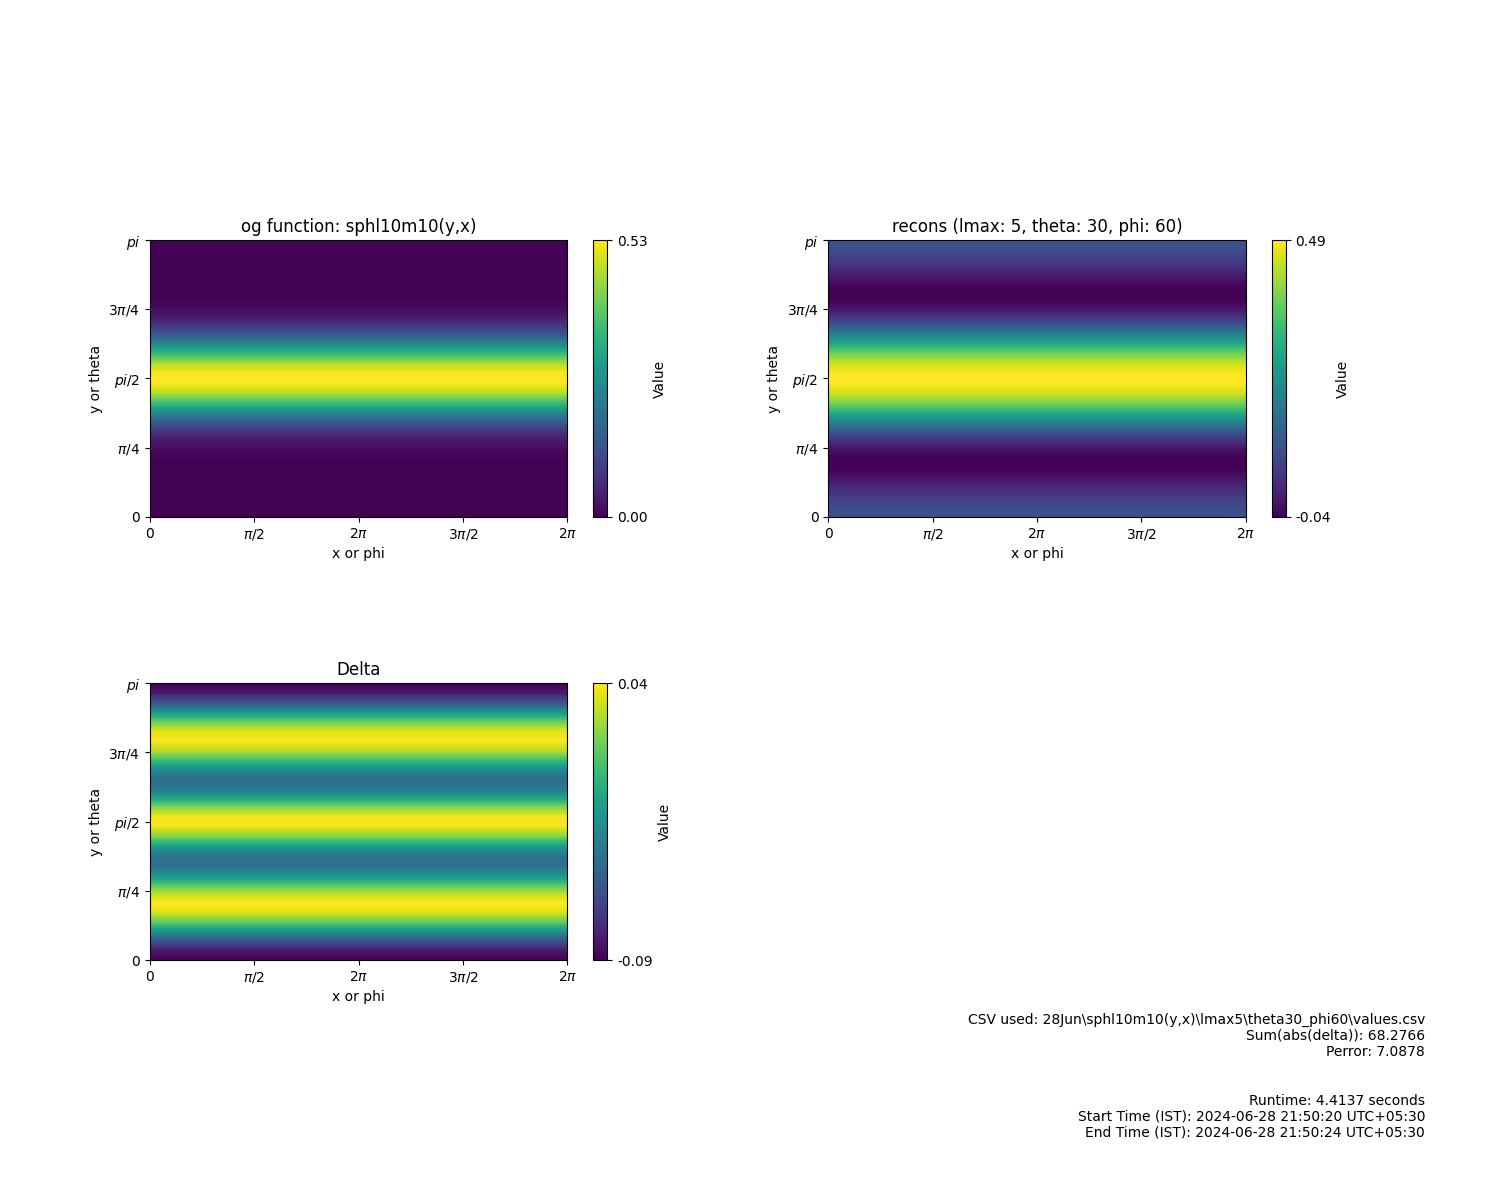 og function: sphl10m10(y,x)
pi
3π/4
pi/2
π/4
0
y or theta
0
π/2
2π
3π/2
2π
x or phi
0.53
0.00
Value
recons (lmax: 5, theta: 30, phi: 60)
pi
3π/4
pi/2
π/4
0
y or theta
0
π/2
2π
3π/2
2π
x or phi
0.49
-0.04
Value
Delta
pi
3π/4
pi/2
π/4
0
y or theta
0
π/2
2π
3π/2
2π
x or phi
0.04
-0.09
Value
CSV used: 28Jun\sphl10m10(y,x)\lmax5\theta30_phi60\values.csv
Sum(abs(delta)): 68.2766
Perror: 7.0878
Runtime: 4.4137 seconds
Start Time (IST): 2024-06-28 21:50:20 UTC+05:30
End Time (IST): 2024-06-28 21:50:24 UTC+05:30